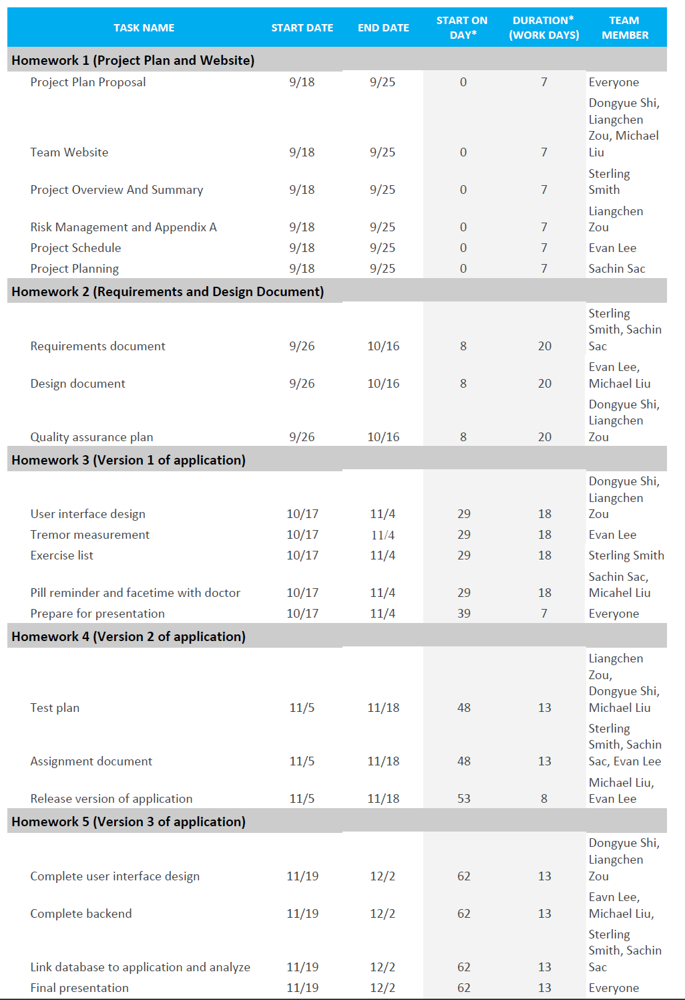 TASK NAME START DATE END DATE START ON DAY* DURATION* (WORK DAYS) TEAM MEMBER
Homework 1 (Project Plan and Website)
Project Plan Proposal 9/18 9/25 0 7 Everyone
Dongyue Shi,
Liangchen
Zou, Michael
Team Website 9/18 9/25 0 7 Liu
Sterling
Project Overview And Summary 9/18 9/25 0 7 Smith
Liangchen
Risk Management and Appendix A 9/18 9/25 0 7 Zou
Project Schedule 9/18 9/25 0 7 Evan Lee
Project Planning 9/18 9/25 0 7 Sachin Sac
Homework 2 (Requirements and Design Document)
Sterling
Smith, Sachin
Requirements document 9/26 10/16 8 20 Sac
Evan Lee,
Design document 9/26 10/16 8 20 Michael Liu
Dongyue Shi,
Liangchen
Quality assurance plan 9/26 10/16 8 20 Zou
Homework 3 (Version 1 of application)
Dongyue Shi,
Liangchen
User interface design 10/17 11/4 29 18 Zou
Tremor measurement 10/17 11/4 29 18 Evan Lee
Exercise list 10/17 11/4 29 18 Sterling Smith
Sachin Sac,
Pill reminder and facetime with doctor 10/17 11/4 29 18 Micahel Liu
Prepare for presentation 10/17 11/4 39 7 Everyone
Homework 4 (Version 2 of application)
Liangchen
Zou,
Dongyue Shi,
Test plan 11/5 11/18 48 13 Michael Liu
Sterling
Smith, Sachin
Assignment document 11/5 11/18 48 13 Sac, Evan Lee
Michael Liu,
Release version of application 11/5 11/18 53 8 Evan Lee
Homework 5 (Version 3 of application)
Dongyue Shi,
Liangchen
Complete user interface design 11/19 12/2 62 13 Zou
Eavn Lee,
Complete backend 11/19 12/2 62 13 Michael Liu,
Sterling
Smith, Sachin
Link database to application and analyze 11/19 12/2 62 13 Sac
Final presentation 11/19 12/2 62 13 Everyone